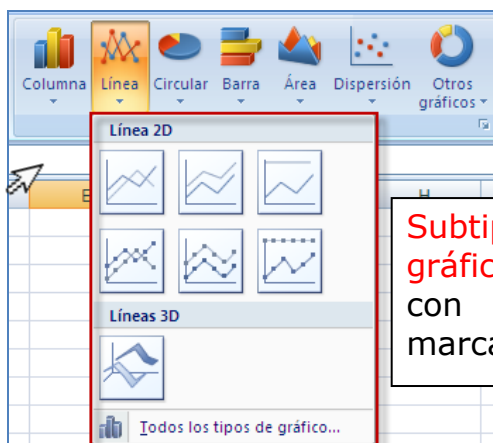 Columna Línea Circular Barra Área Dispersión Otros gráficos
Línea 2D
H
Líneas 3D
con
Todos los tipos de gráfico...